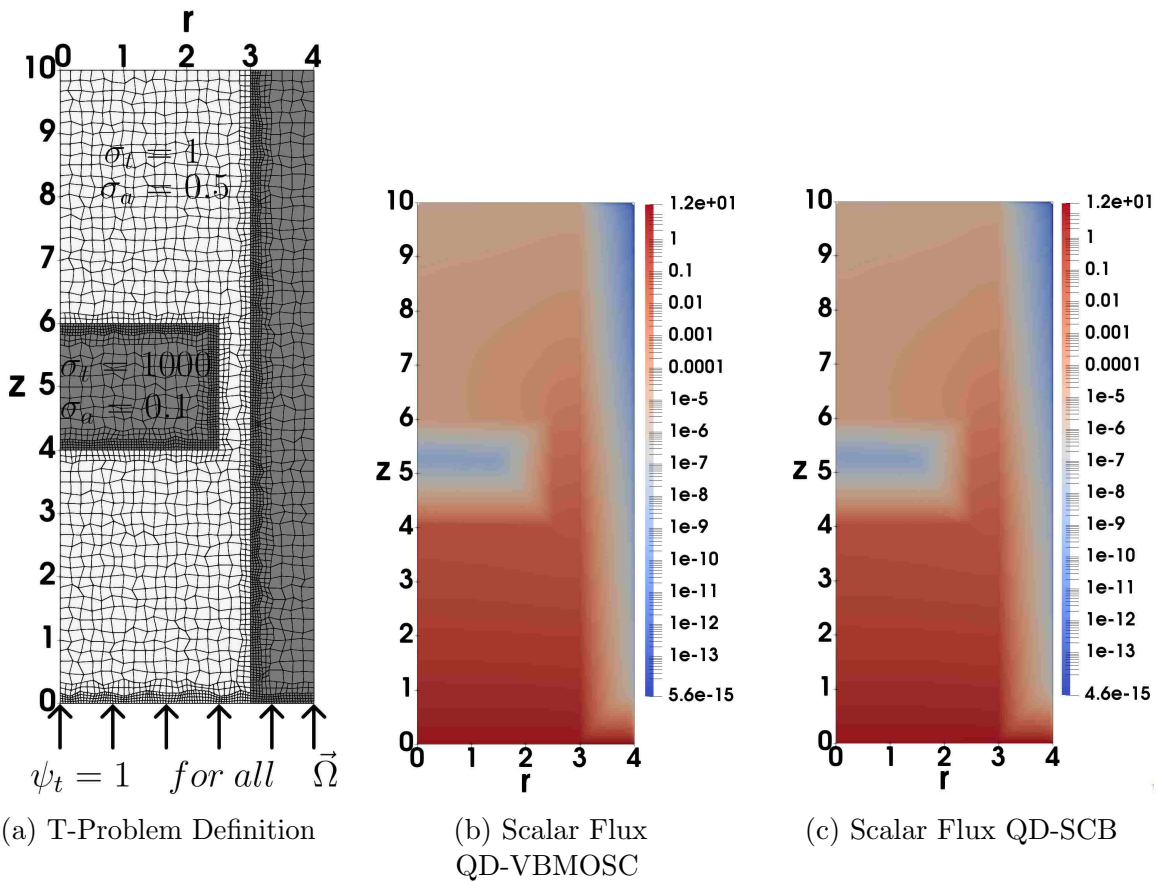 r
0 1 2 3 4
10
9
8
7
6
5
4
3
2
1
0
z
σ_t = 1
σ_a = 0.5
σ_t = 1000
σ_a = 0.1
ψ_t = 1 for all Ω⃗
(a) T-Problem Definition
10
9
8
7
6
5
4
3
2
1
0
z
0 1 2 3 4
r
1.2e+01
1
0.1
0.01
0.001
0.0001
1e-5
1e-6
1e-7
1e-8
1e-9
1e-10
1e-11
1e-12
1e-13
5.6e-15
(b) Scalar Flux
QD-VBMOSC
10
9
8
7
6
5
4
3
2
1
0
z
0 1 2 3 4
r
1.2e+01
1
0.1
0.01
0.001
0.0001
1e-5
1e-6
1e-7
1e-8
1e-9
1e-10
1e-11
1e-12
1e-13
4.6e-15
(c) Scalar Flux QD-SCB